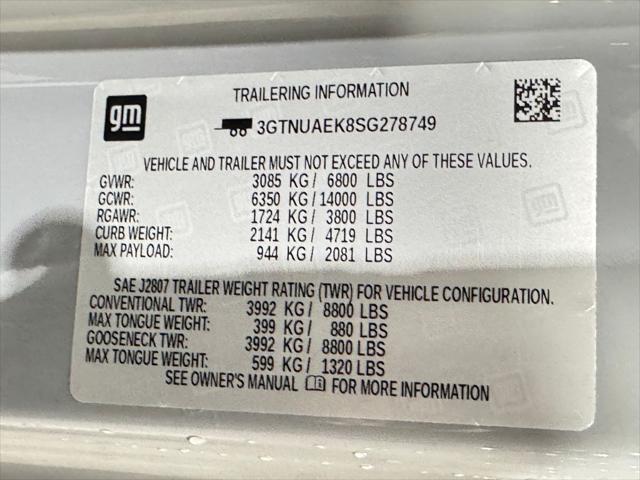 gm
TRAILERING INFORMATION
3GTNUAEK8SG278749
VEHICLE AND TRAILER MUST NOT EXCEED ANY OF THESE VALUES.
GVWR: 3085 KG/ 6800 LBS
GCWR: 6350 KG/14000 LBS
RGAWR: 1724 KG/ 3800 LBS
CURB WEIGHT: 2141 KG/ 4719 LBS
MAX PAYLOAD: 944 KG/ 2081 LBS
SAE J2807 TRAILER WEIGHT RATING (TWR) FOR VEHICLE CONFIGURATION.
CONVENTIONAL TWR: 3992 KG/ 8800 LBS
MAX TONGUE WEIGHT: 399 KG/ 880 LBS
GOOSENECK TWR: 3992 KG/ 8800 LBS
MAX TONGUE WEIGHT: 599 KG/ 1320 LBS
SEE OWNER'S MANUAL FOR MORE INFORMATION